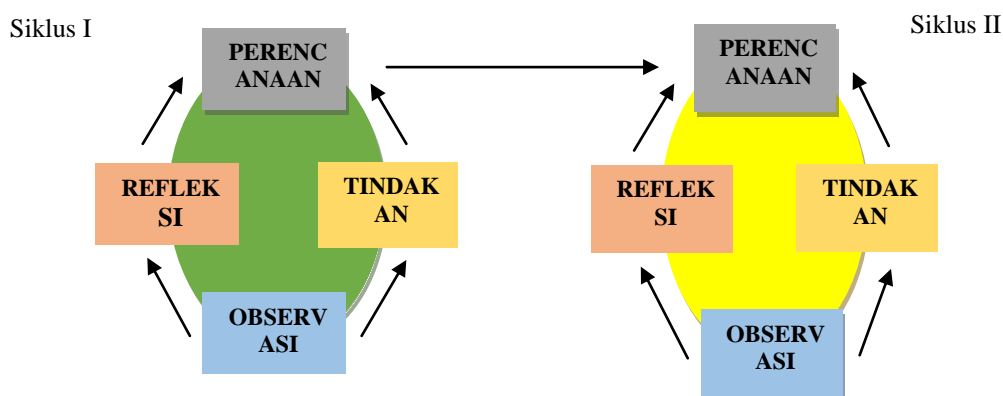 Siklus I
PERENC
ANAAN
REFLEK
SI
TINDAK
AN
OBSERV
ASI
Siklus II
PERENC
ANAAN
REFLEK
SI
TINDAK
AN
OBSERV
ASI